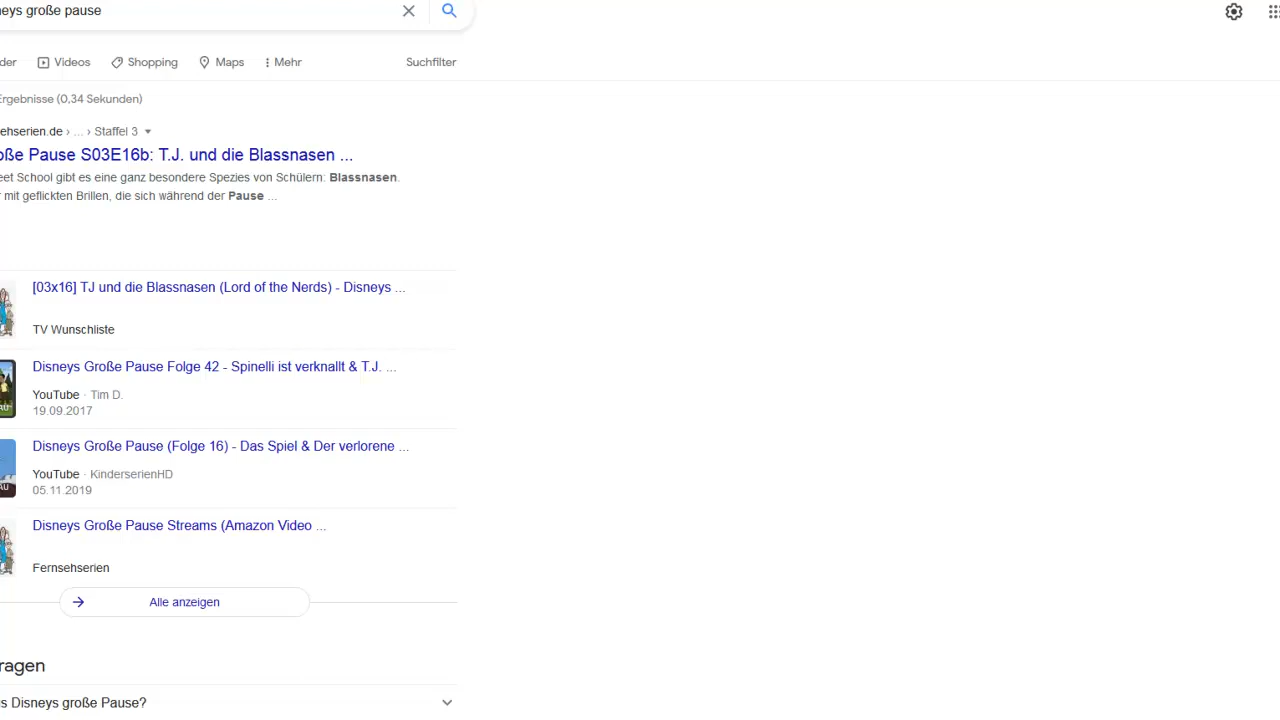 neys große pause
der Videos Shopping Maps Mehr Suchfilter
Ergebnisse (0,34 Sekunden)
ehserien.de › ... › Staffel 3
oße Pause S03E16b: T.J. und die Blassnasen ...
eet School gibt es eine ganz besondere Spezies von Schülern: Blassnasen.
r mit geflickten Brillen, die sich während der Pause ...
[03x16] TJ und die Blassnasen (Lord of the Nerds) - Disneys ...
TV Wunschliste
Disneys Große Pause Folge 42 - Spinelli ist verknallt & T.J. ...
YouTube · Tim D.
19.09.2017
AU
Disneys Große Pause (Folge 16) - Das Spiel & Der verlorene ...
YouTube · KinderserienHD
05.11.2019
AU
Disneys Große Pause Streams (Amazon Video ...
Fernsehserien
Alle anzeigen
ragen
s Disneys große Pause?